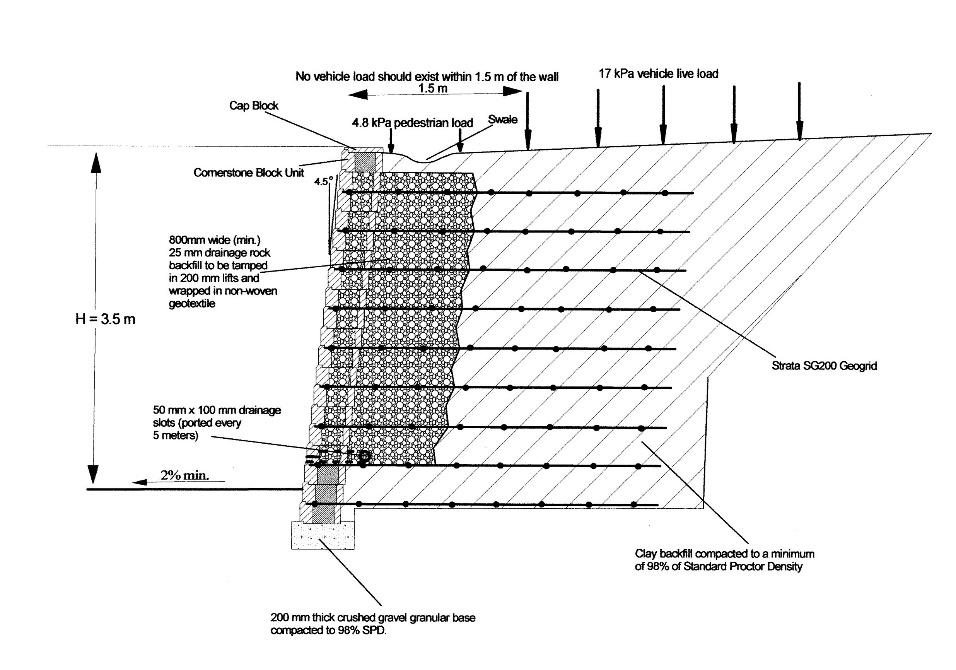 No vehicle load should exist within 1.5 m of the wall
1.5 m
17 kPa vehicle live load
Cap Block
4.8 kPa pedestrian load
Swale
Cornerstone Block Unit
4.5°
800mm wide (min.)
25 mm drainage rock
backfill to be tamped
in 200 mm lifts and
wrapped in non-woven
geotextile
H = 3.5 m
Strata SG200 Geogrid
50 mm x 100 mm drainage
slots (ported every
5 meters)
2% min.
Clay backfill compacted to a minimum
of 98% of Standard Proctor Density
200 mm thick crushed gravel granular base
compacted to 98% SPD.